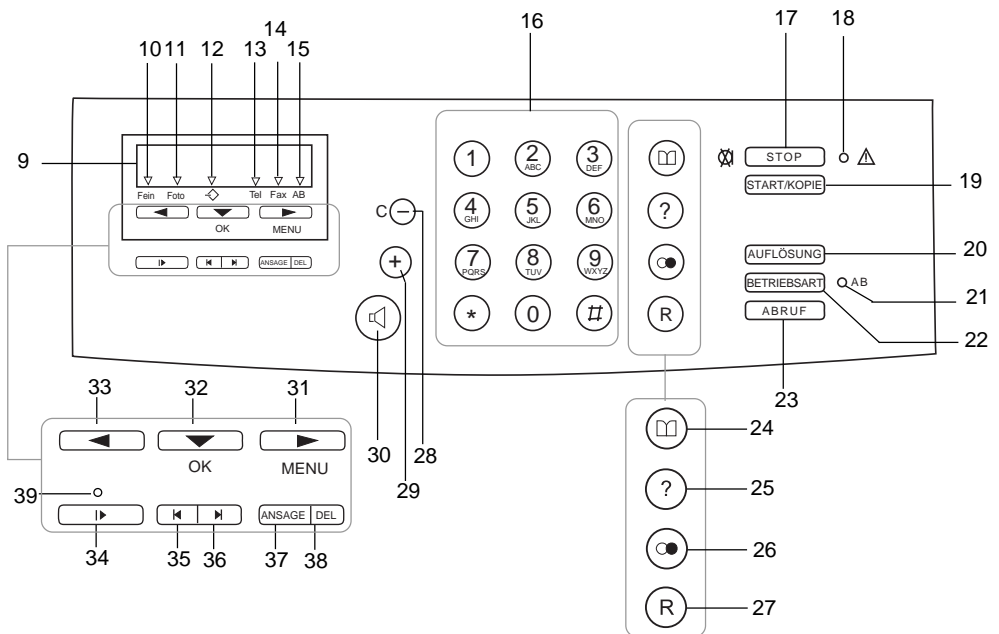 14
16
17
18
10 11 12 13 15
9
Fein Foto Tel Fax AB
OK MENU
ANSAGE DEL
C −
+
1 2 ABC 3 DEF
4 GHI 5 JKL 6 MNO
7 PQRS 8 TUV 9 WXYZ
* 0 #
?
R
STOP
START/KOPIE
19
AUFLÖSUNG
20
BETRIEBSART AB
21
ABRUF
22
23
33 32 31
30 28
29
OK MENU
39
ANSAGE DEL
34 35 36 37 38
24
? 25
26
R 27